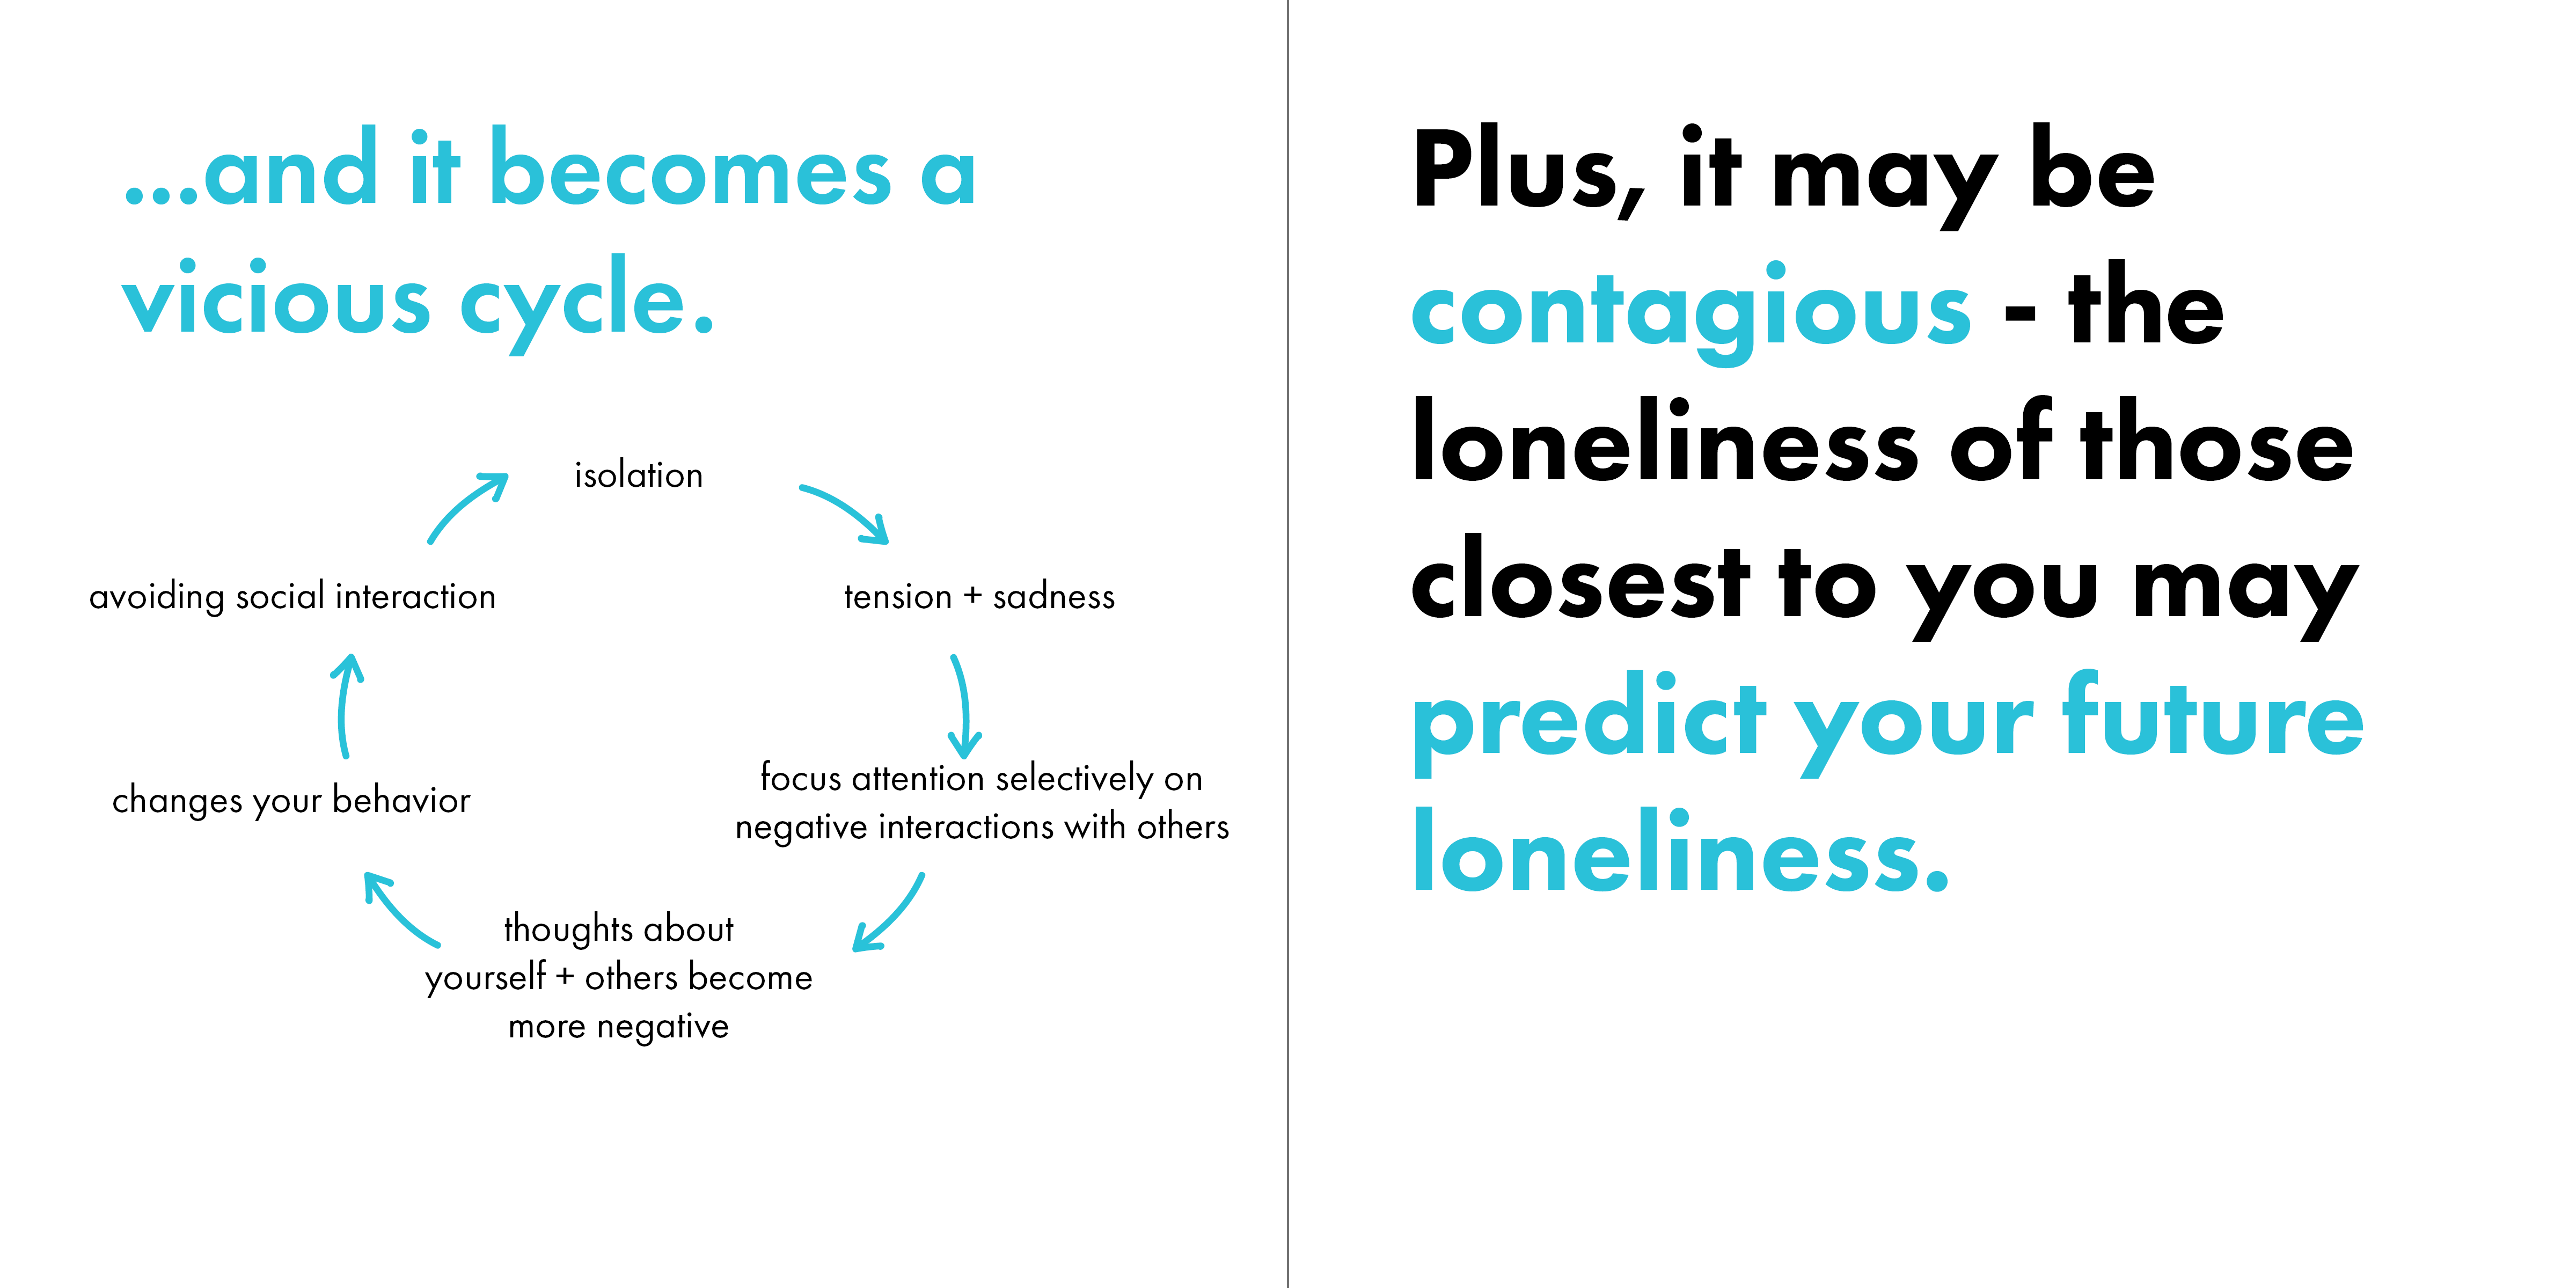 ...and it becomes a
vicious cycle.
isolation
tension + sadness
focus attention selectively on
negative interactions with others
thoughts about
yourself + others become
more negative
changes your behavior
avoiding social interaction
Plus, it may be
contagious - the
loneliness of those
closest to you may
predict your future
loneliness.